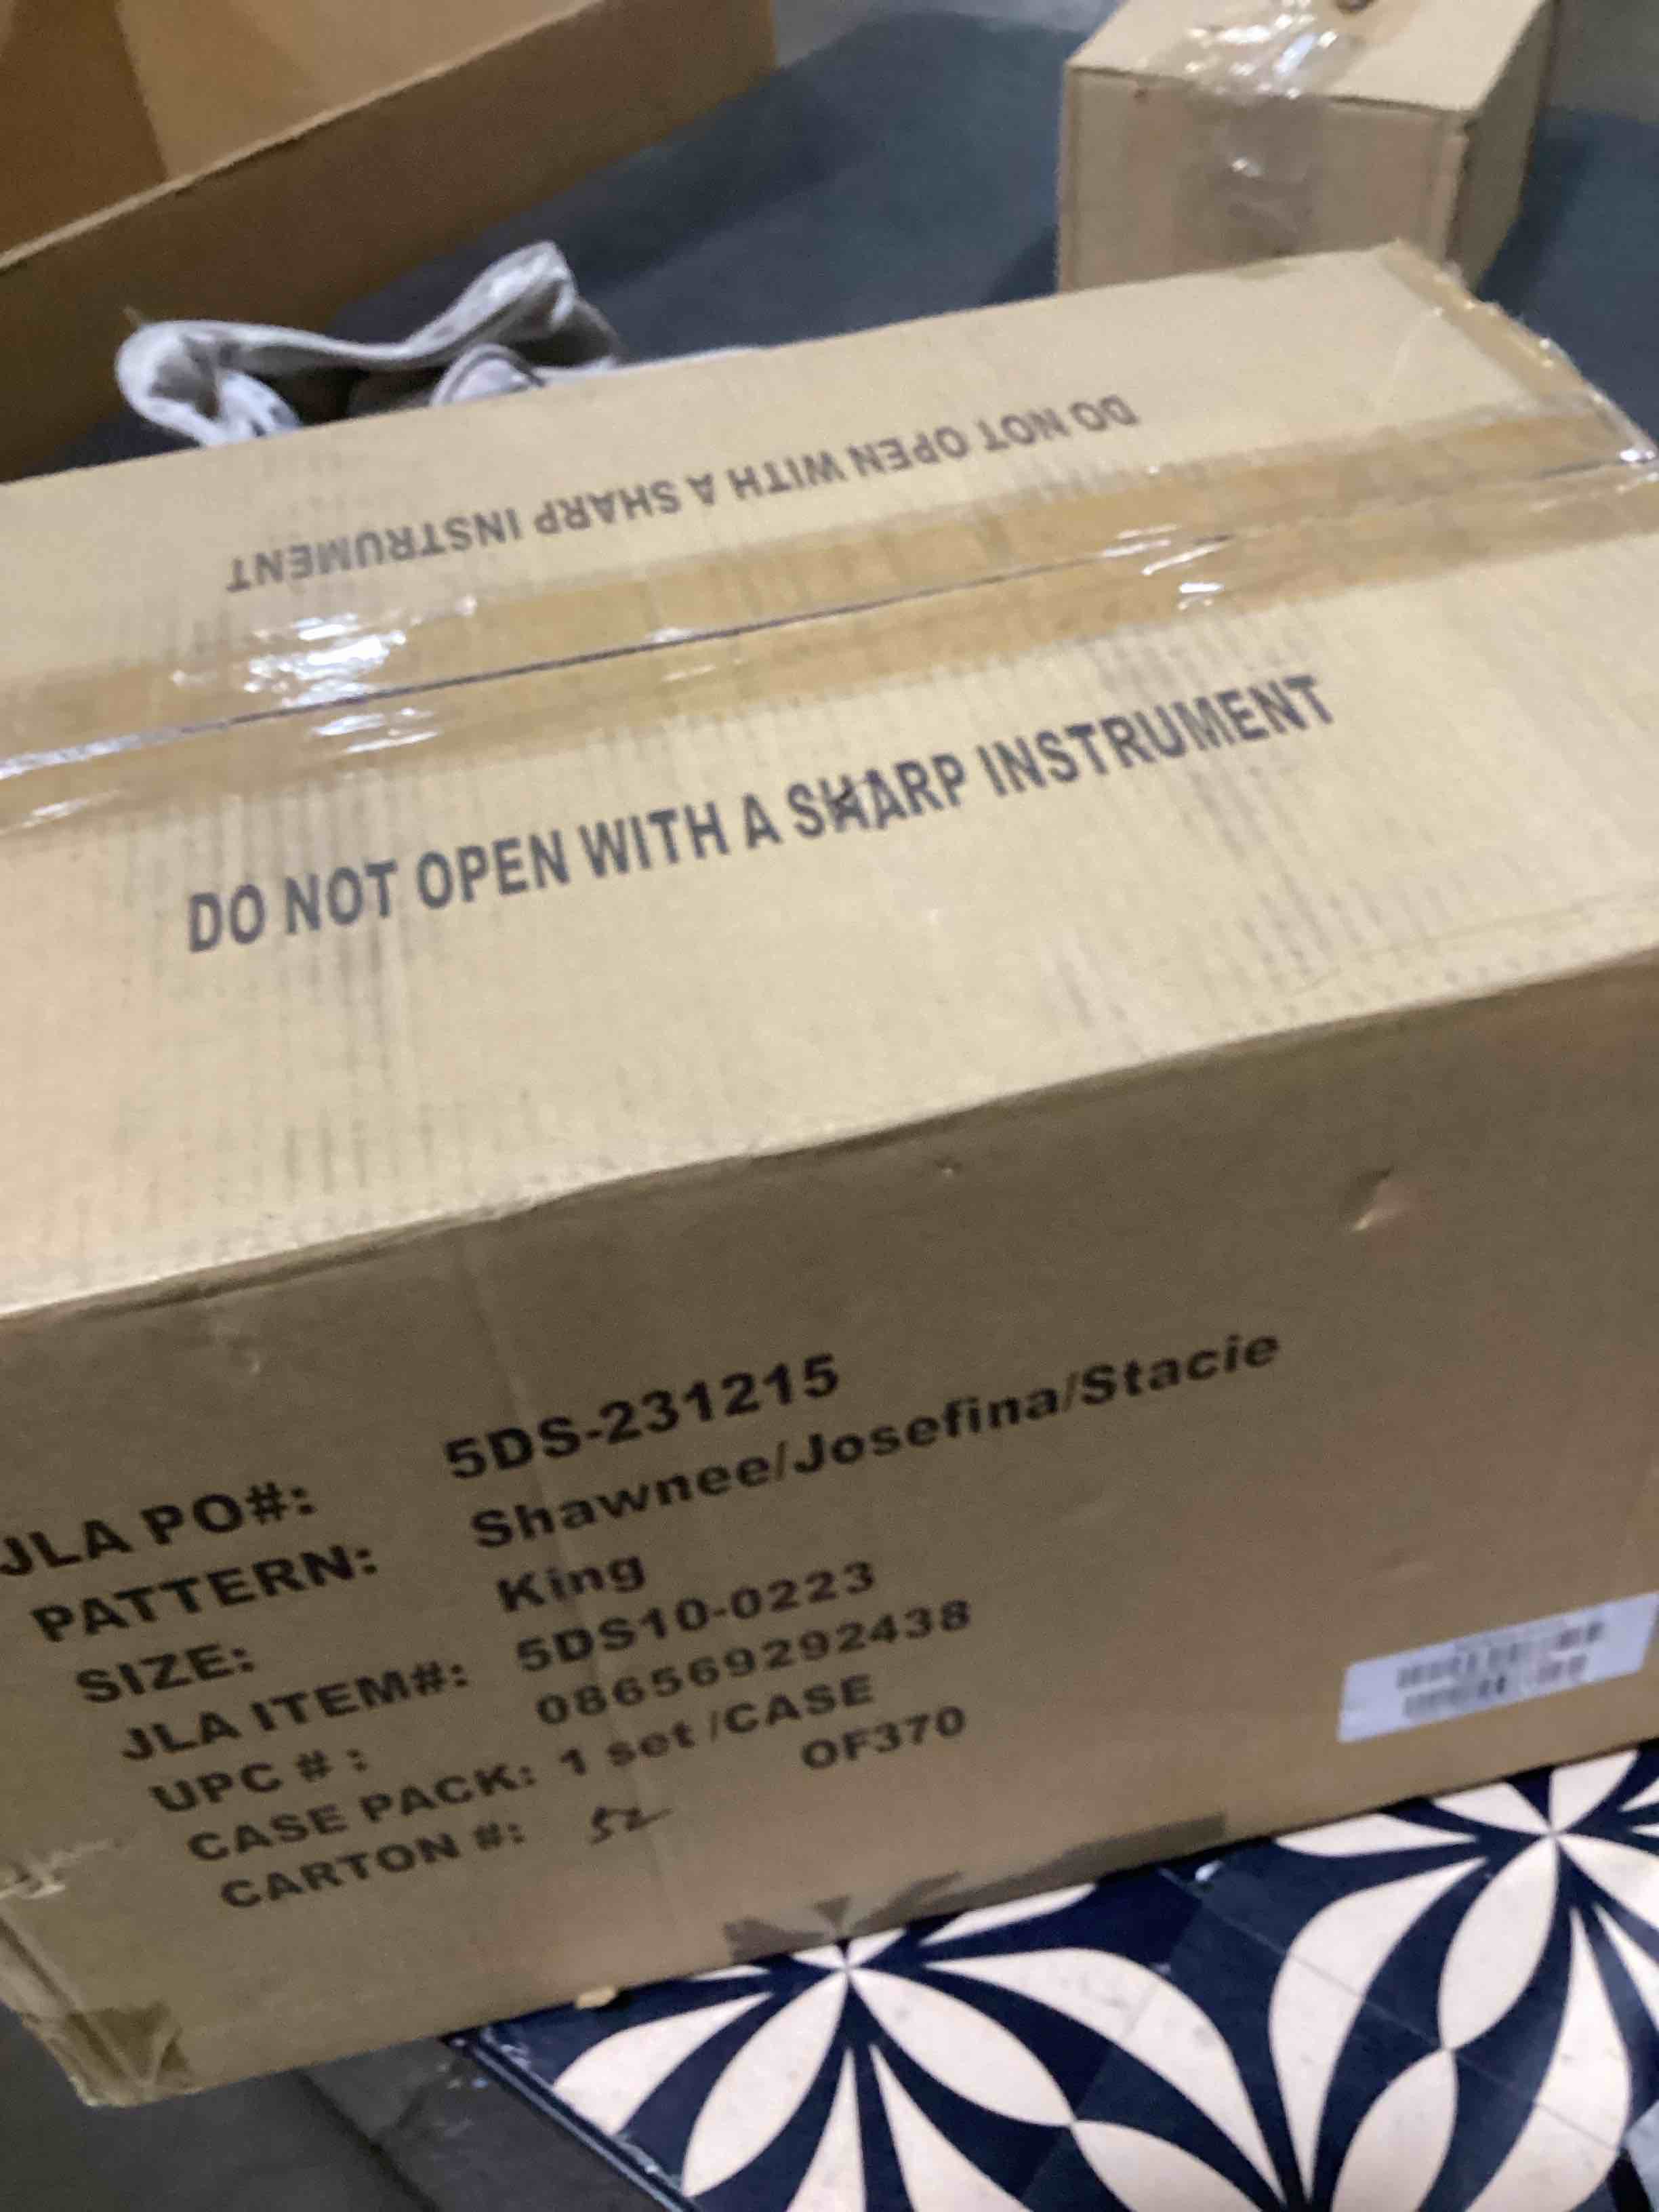 DO NOT OPEN WITH A SHARP INSTRUMENT
DO NOT OPEN WITH A SHARP INSTRUMENT
JLA PO#: 5DS-231215
PATTERN: Shawnee/Josefina/Stacie
SIZE: King
JLA ITEM#: 5DS10-0223
UPC # : 086569292438
CASE PACK: 1 set /CASE
CARTON #: 52 OF370